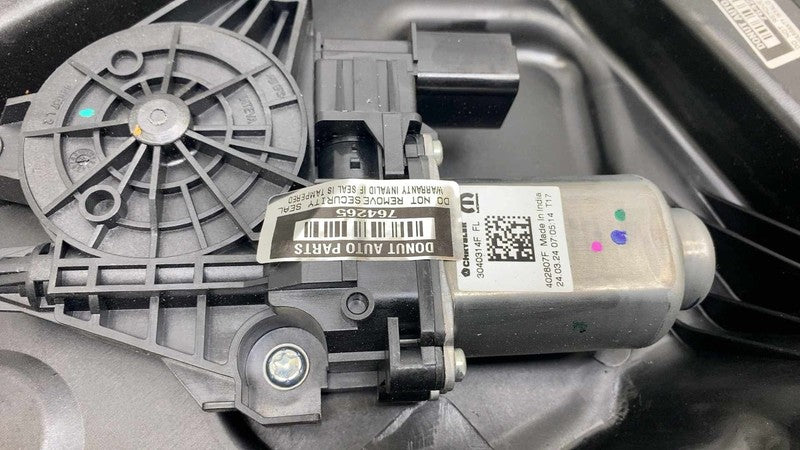 DONUT AUTO PARTS
764265
DO NOT REMOVE SECURITY SEAL
WARRANTY INVALID IF SEAL IS TAMPERED
CHRYSLER
3040314F FL
402807F Made in India
24.03.24 07:05:14 T17